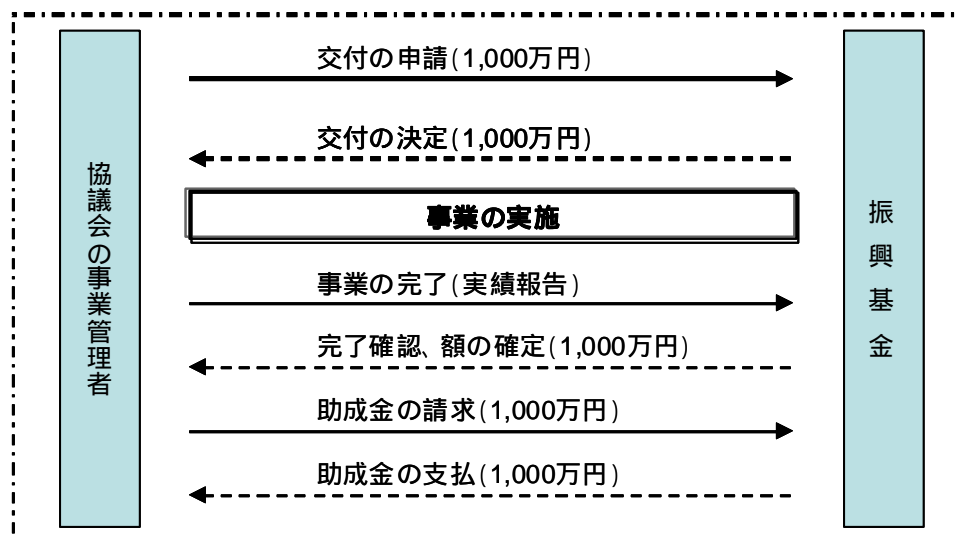 協議会の事業管理者
交付の申請(1,000万円)
交付の決定(1,000万円)
事業の実施
事業の完了(実績報告)
完了確認、額の確定(1,000万円)
助成金の請求(1,000万円)
助成金の支払(1,000万円)
振興基金